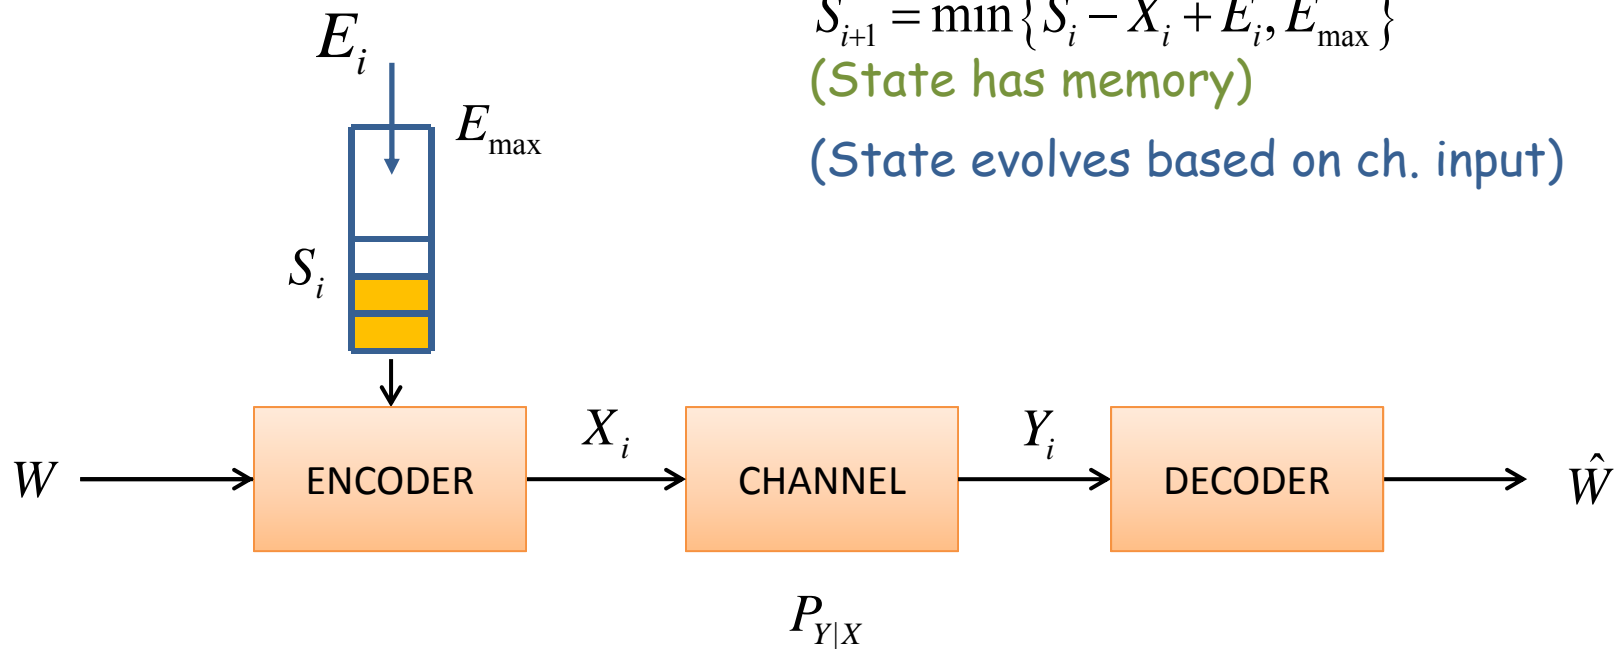 S_{i+1} = min{S_i − X_i + E_i, E_max}
E_i
(State has memory)
E_max
(State evolves based on ch. input)
S_i
X_i
Y_i
W
ENCODER
CHANNEL
DECODER
Ŵ
P_{Y|X}